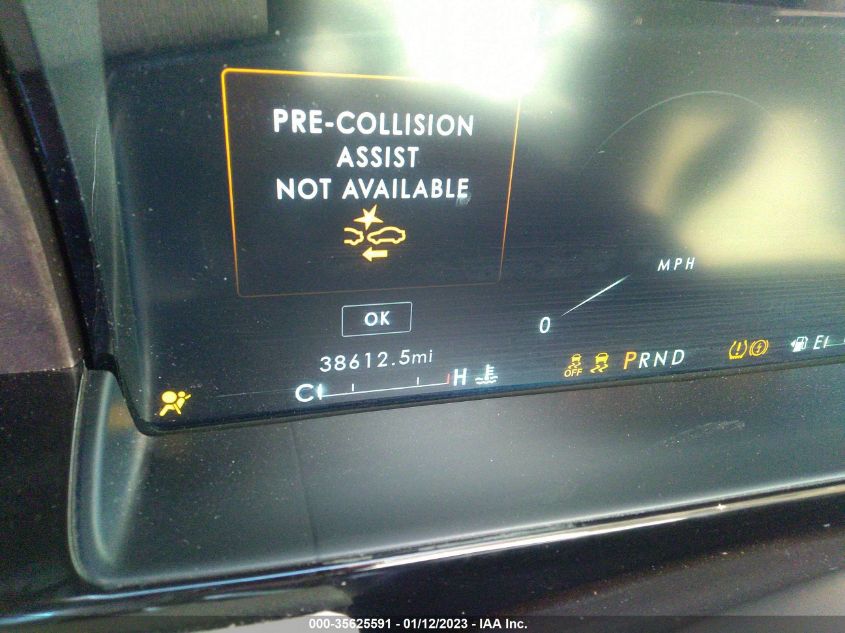 PRE-COLLISION
ASSIST
NOT AVAILABLE
OK
MPH
0
38612.5mi
C H
OFF
PRND
E
000-35625591 - 01/12/2023 - IAA Inc.